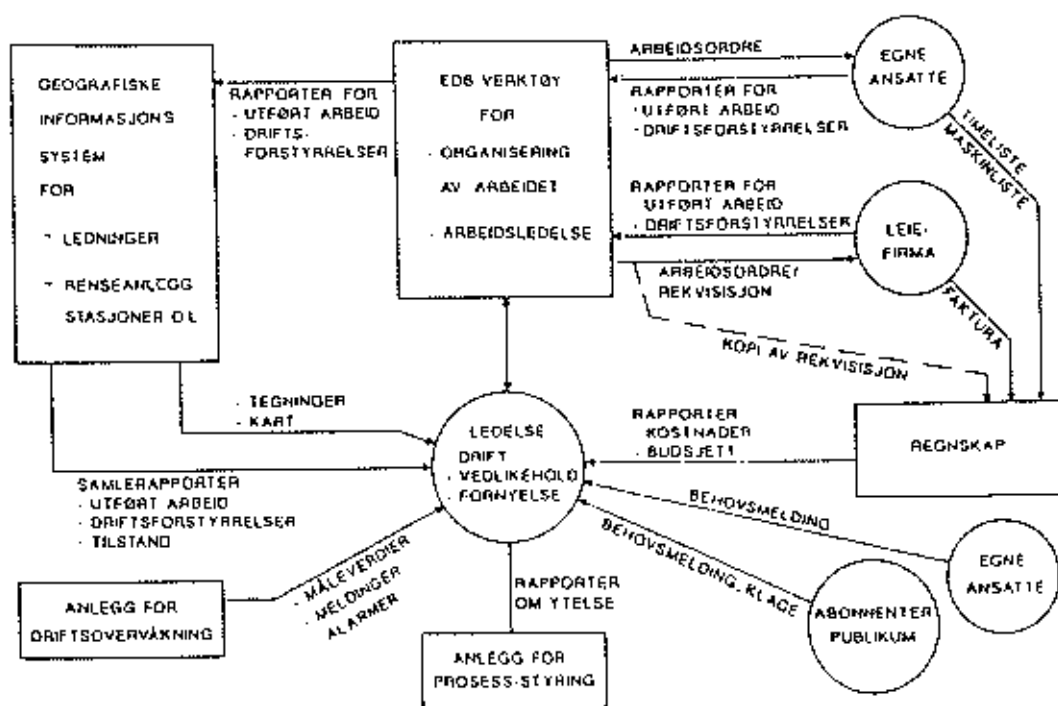 GEOGRAFISKE
INFORMASJONS
SYSTEM
FOR
- LEDNINGER
- RENSEANLEGG
STASJONER O L
RAPPORTER FOR
- UTFØRT ARBEID
- DRIFTS-
FORSTYRRELSER
EDB VERKTØY
FOR
- ORGANISERING
AV ARBEIDET
- ARBEIDSLEDELSE
ARBEIDSORDRE
RAPPORTER FOR
- UTFØRT ARBEID
- DRIFTSFORSTYRRELSER
EGNE
ANSATTE
TIMELISTE
MASKINLISTE
RAPPORTER FOR
UTFØRT ARBEID
- DRIFTSFORSTYRRELSER
ARBEIDSORDRE/
REKVISISJON
LEIE-
FIRMA
FAKTURA
KOPI AV REKVISISJON
- TEGNINGER
- KART
LEDELSE
DRIFT
- VEDLIKEHOLD
- FORNYELSE
RAPPORTER
KOSTNADER
- BUDSJETT
REGNSKAP
SAMLERAPPORTER
- UTFØRT ARBEID
- DRIFTSFORSTYRRELSER
- TILSTAND
BEHOVSMELDING
BEHOVSMELDING, KLAGE
EGNE
ANSATTE
ABONNENTER
PUBLIKUM
ANLEGG FOR
DRIFTSOVERVÅKNING
- MÅLEVERDIER
- MELDINGER
ALARMER
RAPPORTER
OM YTELSE
ANLEGG FOR
PROSESS-STYRING